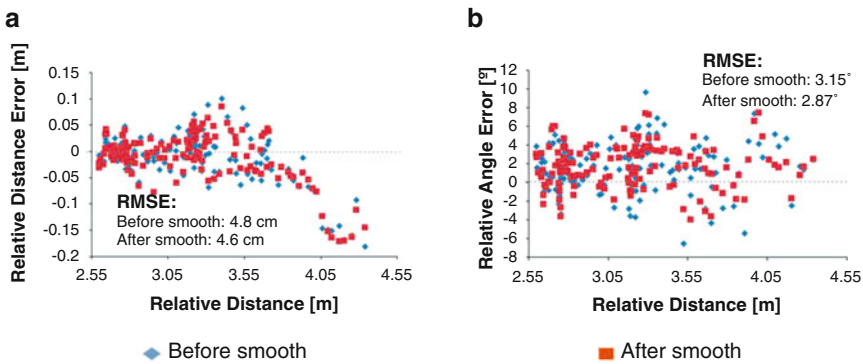 a
Relative Distance Error [m]
0.15
0.1
0.05
0
-0.05
-0.1
-0.15
-0.2
RMSE:
Before smooth: 4.8 cm
After smooth: 4.6 cm
2.55 3.05 3.55 4.05 4.55
Relative Distance [m]
b
Relative Angle Error [º]
12
10
8
6
4
2
0
-2
-4
-6
-8
RMSE:
Before smooth: 3.15˚
After smooth: 2.87˚
2.55 3.05 3.55 4.05 4.55
Relative Distance [m]
Before smooth
After smooth